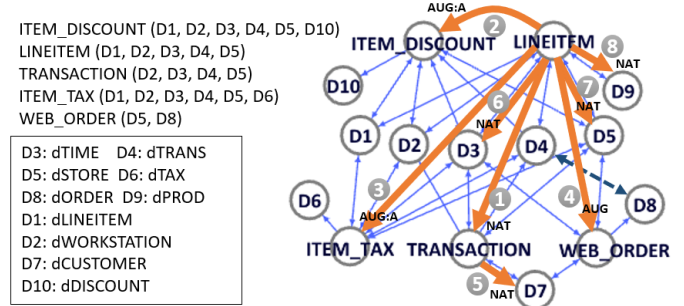 ITEM_DISCOUNT (D1, D2, D3, D4, D5, D10)
LINEITEM (D1, D2, D3, D4, D5)
TRANSACTION (D2, D3, D4, D5)
ITEM_TAX (D1, D2, D3, D4, D5, D6)
WEB_ORDER (D5, D8)
D3: dTIME D4: dTRANS
D5: dSTORE D6: dTAX
D8: dORDER D9: dPROD
D1: dLINEITEM
D2: dWORKSTATION
D7: dCUSTOMER
D10: dDISCOUNT
AUG:A
2
ITEM_DISCOUNT
LINEITEM
8
NAT
D10
6
7
D9
NAT
NAT
D1
D2
D3
D4
D5
3
1
4
D6
AUG:A
NAT
AUG
D8
ITEM_TAX
TRANSACTION
WEB_ORDER
5
NAT
D7